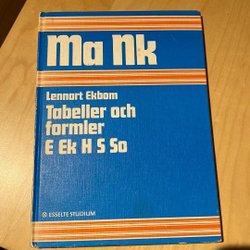 Ma Nk
Lennart Ekbom
Tabeller och
formler
E Ek H S So
ESSELTE STUDIUM